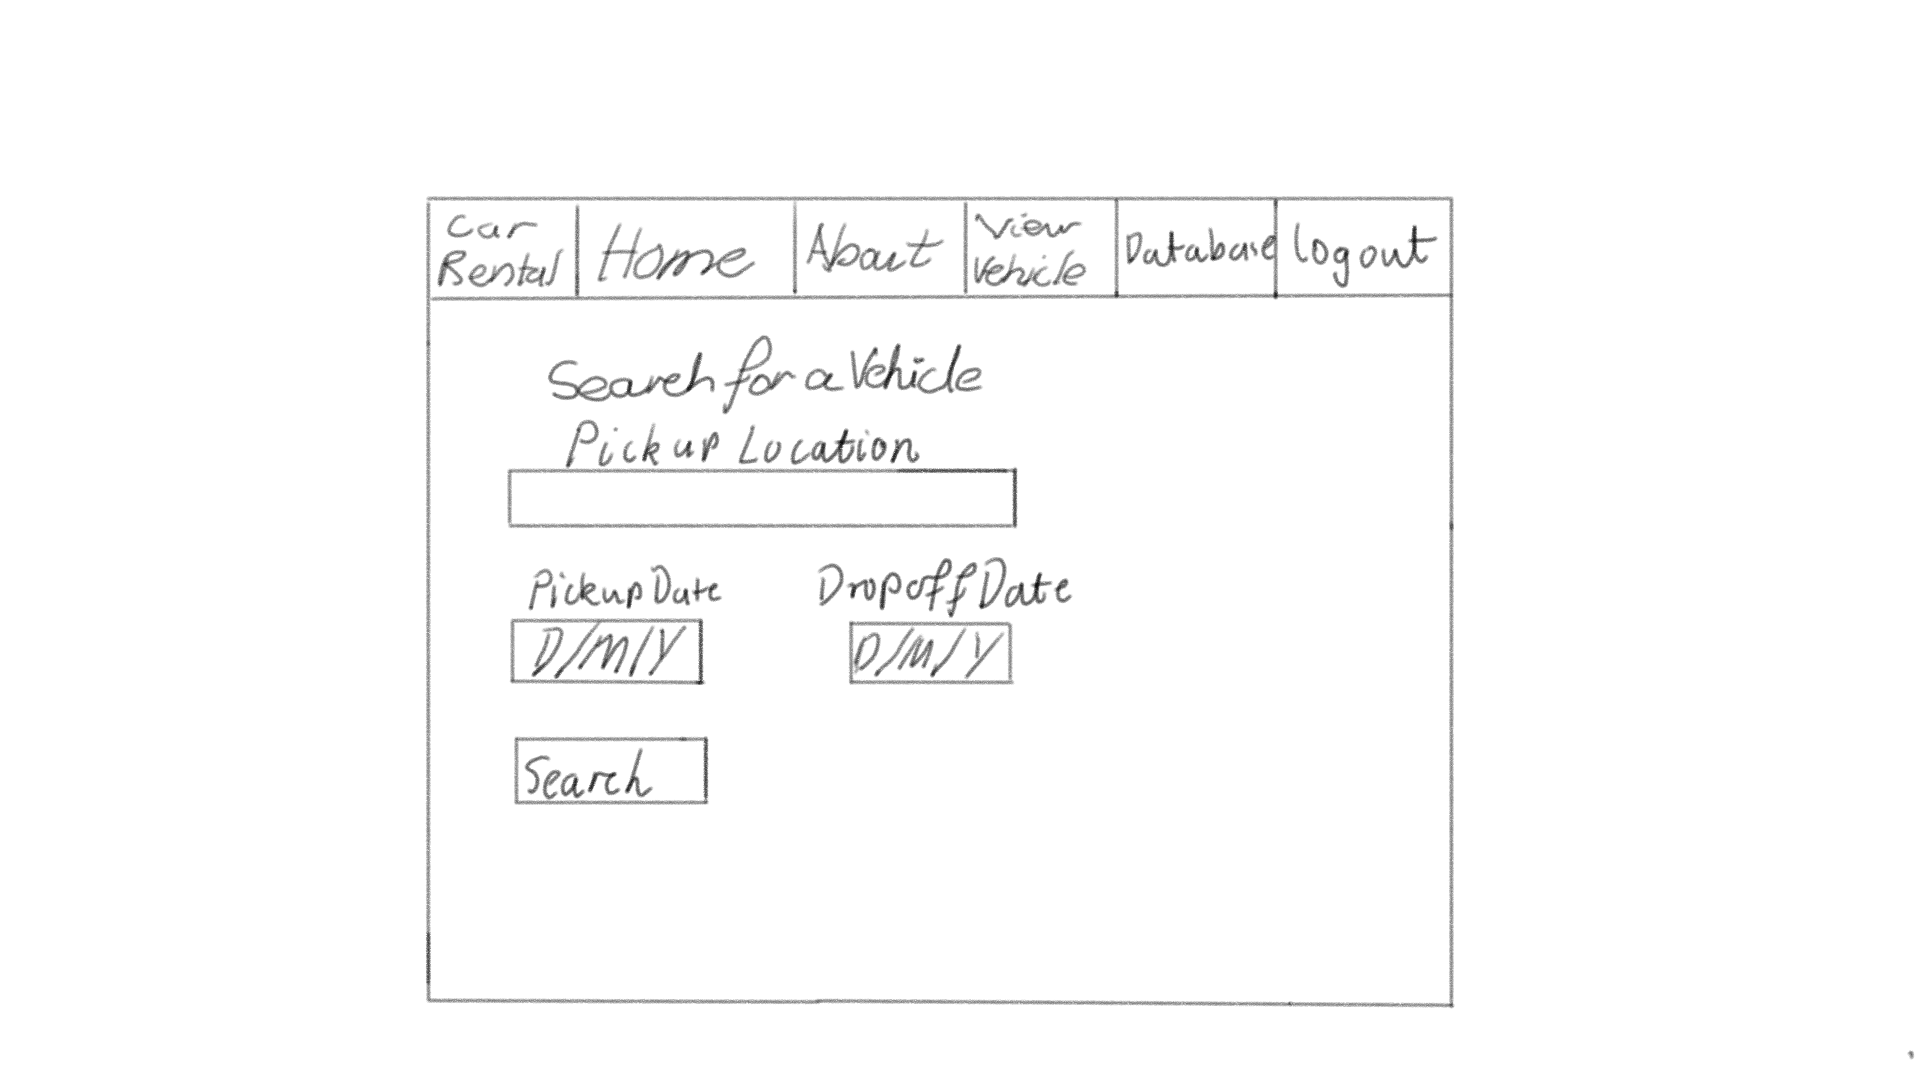 Car Rental
Home
About
View Vehicle
Database
logout
Search for a Vehicle
Pickup Location
Pickup Date
Dropoff Date
D/M/Y
D/M/Y
Search